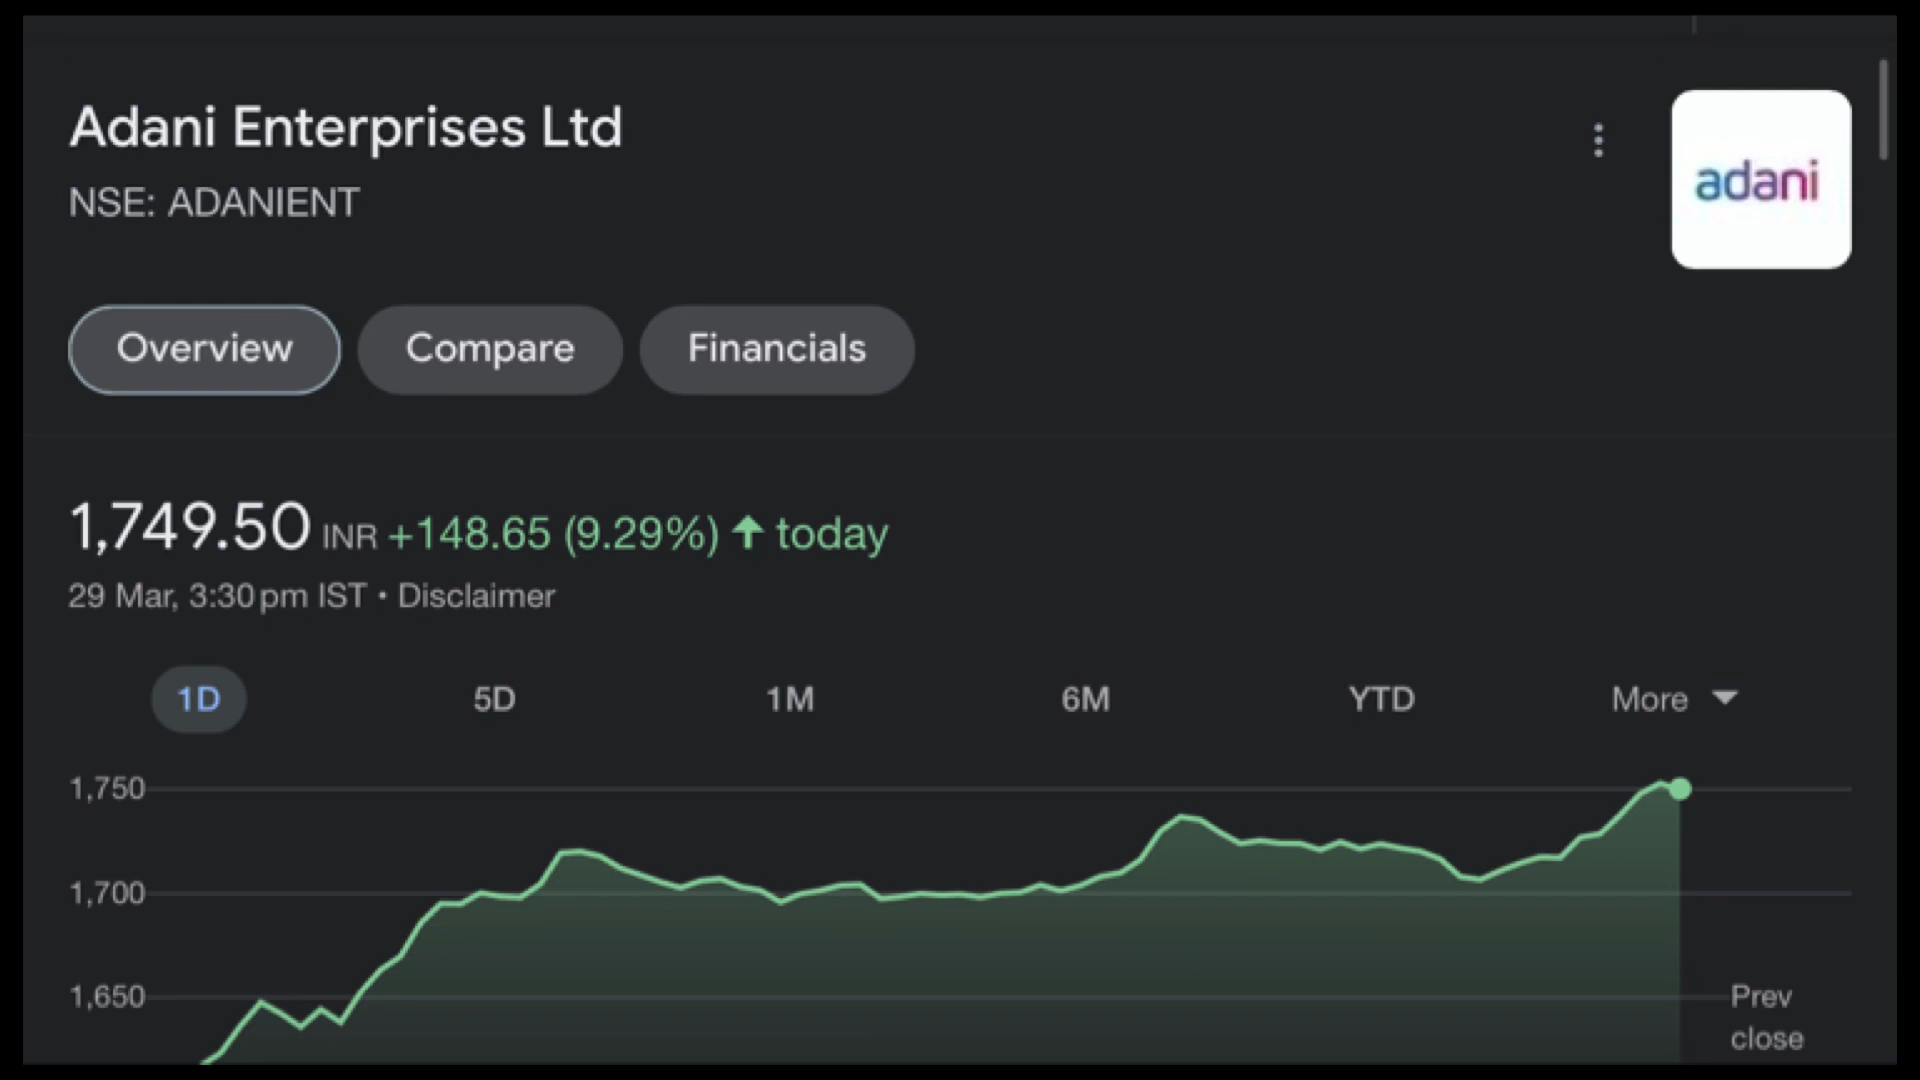 Adani Enterprises Ltd
NSE: ADANIENT
adani
Overview Compare Financials
1,749.50 INR +148.65 (9.29%) ↑ today
29 Mar, 3:30 pm IST • Disclaimer
1D 5D 1M 6M YTD More
1,750
1,700
1,650
Prev
close